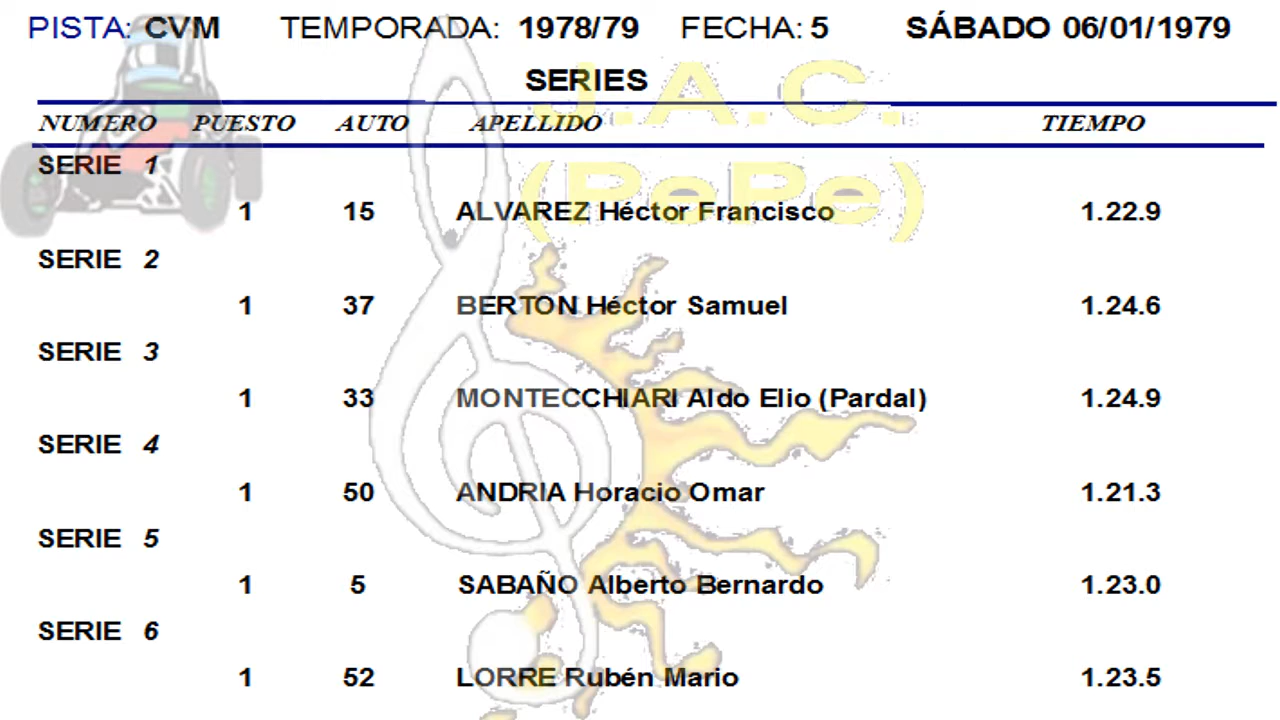 PISTA: CVM TEMPORADA: 1978/79 FECHA: 5 SÁBADO 06/01/1979
SERIES
J.A.C.
NUMERO PUESTO AUTO APELLIDO TIEMPO
SERIE 1
(PePe)
1 15 ALVAREZ Héctor Francisco 1.22.9
SERIE 2
1 37 BERTON Héctor Samuel 1.24.6
SERIE 3
1 33 MONTECCHIARI Aldo Elio (Pardal) 1.24.9
SERIE 4
1 50 ANDRIA Horacio Omar 1.21.3
SERIE 5
1 5 SABAÑO Alberto Bernardo 1.23.0
SERIE 6
1 52 LORRE Rubén Mario 1.23.5